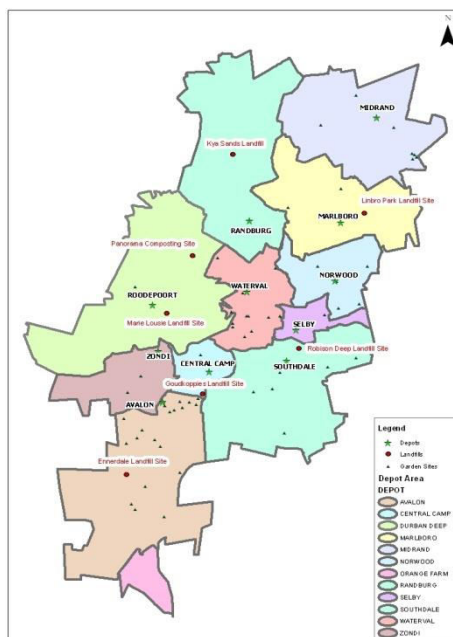 N
MIDRAND
Kya Sands Landfill
Linbro Park Landfill Site
MARLBORO
RANDBURG
Panorama Composting Site
NORWOOD
WATERVAL
ROODEPOORT
Marie Louise Landfill Site
SELBY
Robison Deep Landfill Site
ZONDI
CENTRAL CAMP
SOUTHDALE
Goudkoppies Landfill Site
AVALON
Ennerdale Landfill Site
Legend
Depots
Landfills
Garden Sites
Depot Area
DEPOT
AVALON
CENTRAL CAMP
DURBAN DEEP
MARLBORO
MIDRAND
NORWOOD
ORANGE FARM
RANDBURG
SELBY
SOUTHDALE
WATERVAL
ZONDI